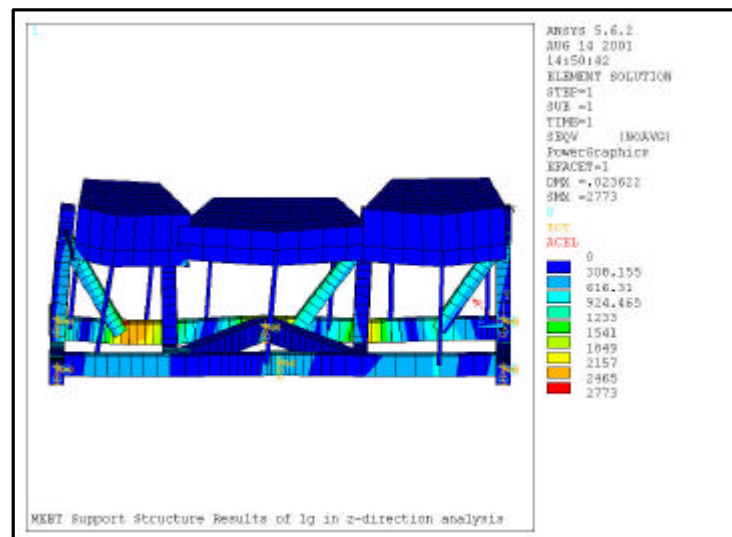 1
ANSYS 5.6.2
AUG 14 2001
14:50:42
ELEMENT SOLUTION
STEP=1
SUB =1
TIME=1
SEQV (NOAVG)
PowerGraphics
EFACET=1
DMX =.023622
SMX =2773
U
ROT
ACEL
0
308.155
616.31
924.465
1233
1541
1849
2157
2465
2773
MEBT Support Structure Results of 1g in z-direction analysis